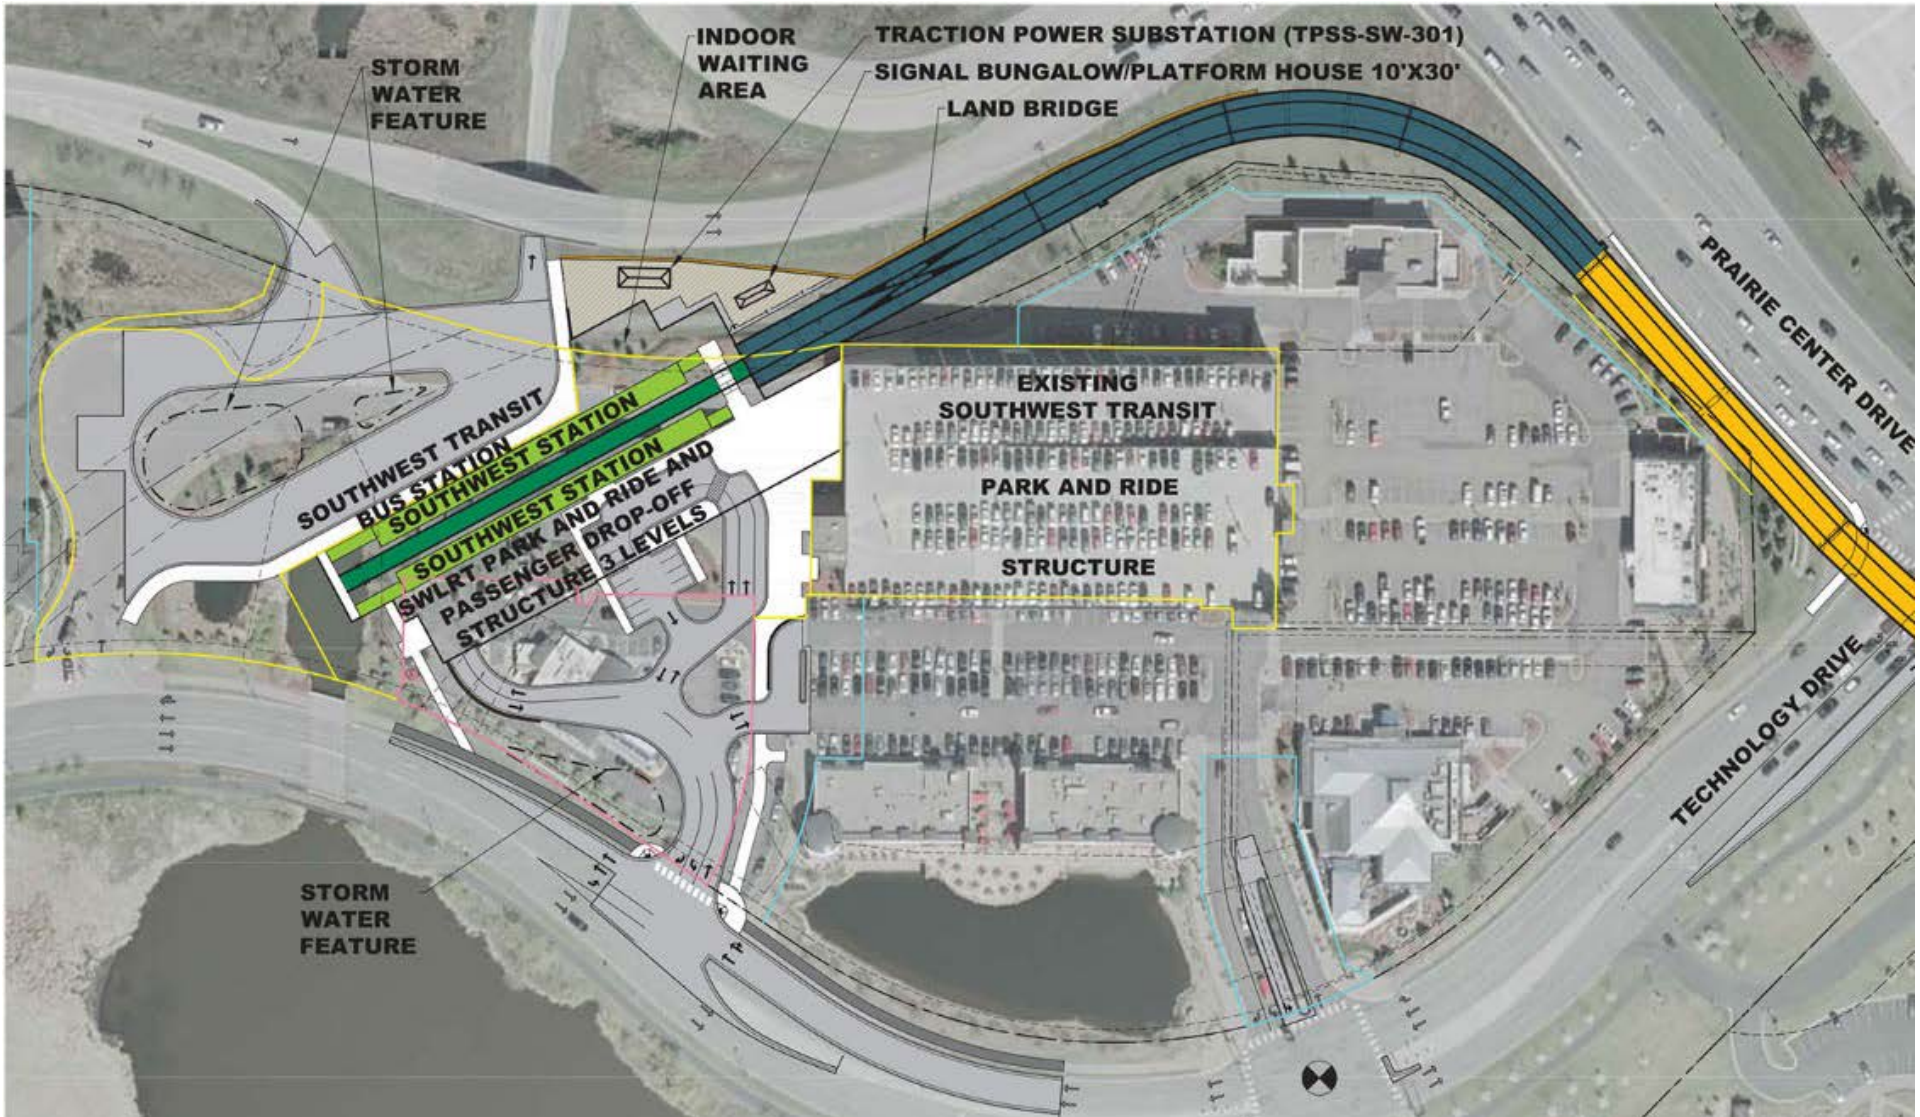 INDOOR
WAITING
AREA
TRACTION POWER SUBSTATION (TPSS-SW-301)
SIGNAL BUNGALOW/PLATFORM HOUSE 10'X30'
LAND BRIDGE
STORM
WATER
FEATURE
PRAIRIE CENTER DRIVE
EXISTING
SOUTHWEST TRANSIT
PARK AND RIDE
STRUCTURE
SOUTHWEST TRANSIT
BUS STATION
SOUTHWEST STATION
SOUTHWEST STATION
SWLRT PARK AND RIDE AND
PASSENGER DROP-OFF
STRUCTURE 3 LEVELS
TECHNOLOGY DRIVE
STORM
WATER
FEATURE